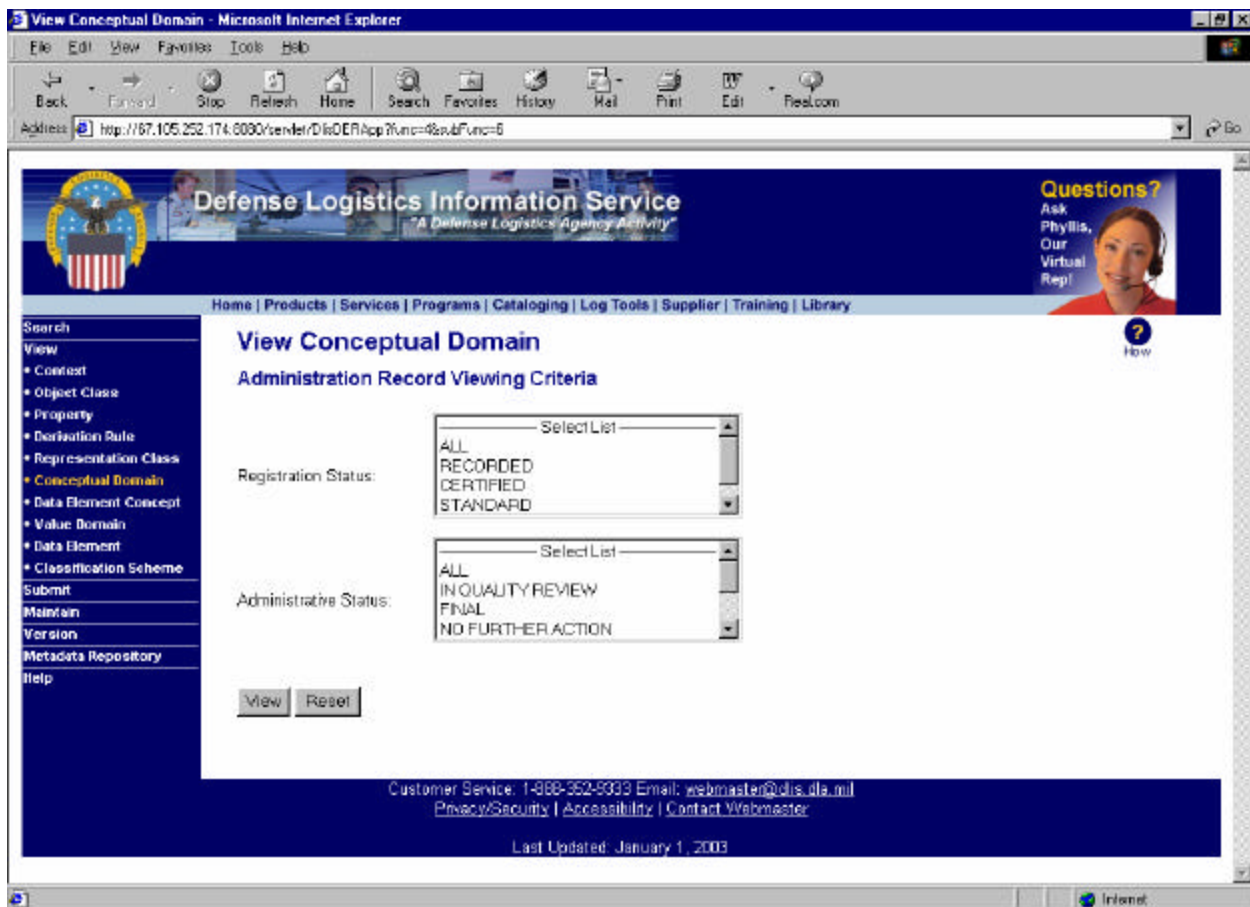 View Conceptual Domain - Microsoft Internet Explorer
File Edit View Favorites Tools Help
Back Forward Stop Refresh Home Search Favorites History Mail Print Edit Real.com
Address http://67.105.252.174:8080/servlet/DlisDERApp?func=4&subFunc=6 Go
Defense Logistics Information Service
"A Defense Logistics Agency Activity"
Questions?
Ask
Phyllis,
Our
Virtual
Rep!
Home | Products | Services | Programs | Cataloging | Log Tools | Supplier | Training | Library
Search
View
• Context
• Object Class
• Property
• Derivation Rule
• Representation Class
• Conceptual Domain
• Data Element Concept
• Value Domain
• Data Element
• Classification Scheme
Submit
Maintain
Version
Metadata Repository
Help
View Conceptual Domain
?
How
Administration Record Viewing Criteria
Registration Status:
Select List
ALL
RECORDED
CERTIFIED
STANDARD
Administrative Status:
Select List
ALL
IN QUALITY REVIEW
FINAL
NO FURTHER ACTION
View Reset
Customer Service: 1-888-352-9333 Email: webmaster@dlis.dla.mil
Privacy/Security | Accessibility | Contact Webmaster
Last Updated: January 1, 2003
Internet